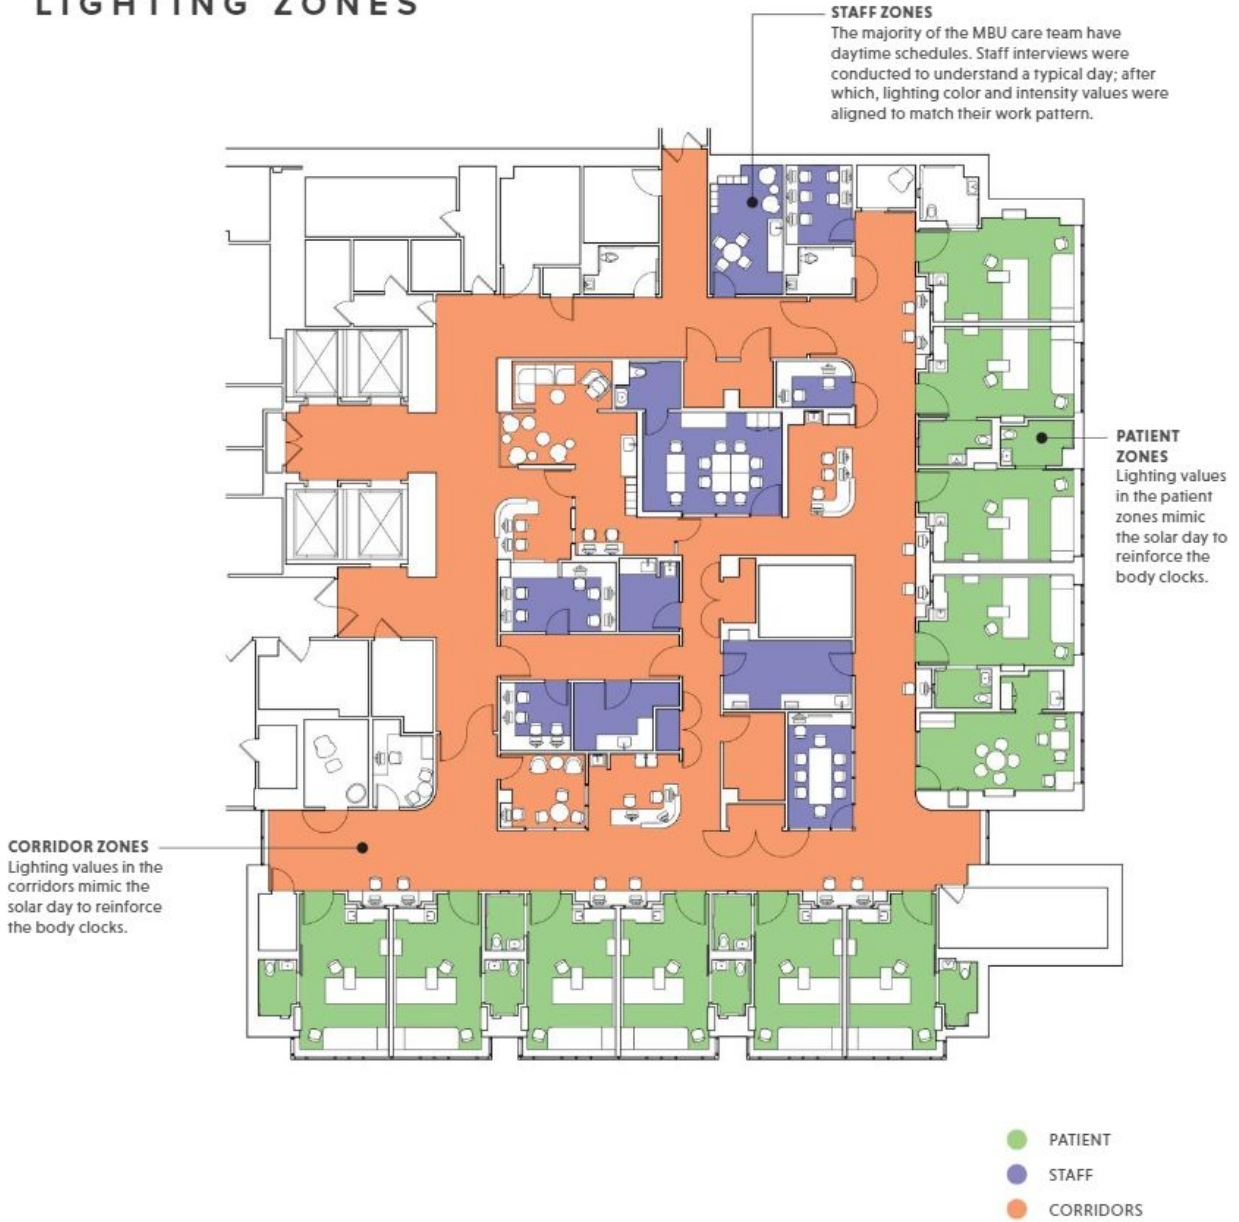 LIGHTING ZONES
STAFF ZONES
The majority of the MBU care team have
daytime schedules. Staff interviews were
conducted to understand a typical day; after
which, lighting color and intensity values were
aligned to match their work pattern.
PATIENT
ZONES
Lighting values
in the patient
zones mimic
the solar day to
reinforce the
body clocks.
CORRIDOR ZONES
Lighting values in the
corridors mimic the
solar day to reinforce
the body clocks.
PATIENT
STAFF
CORRIDORS